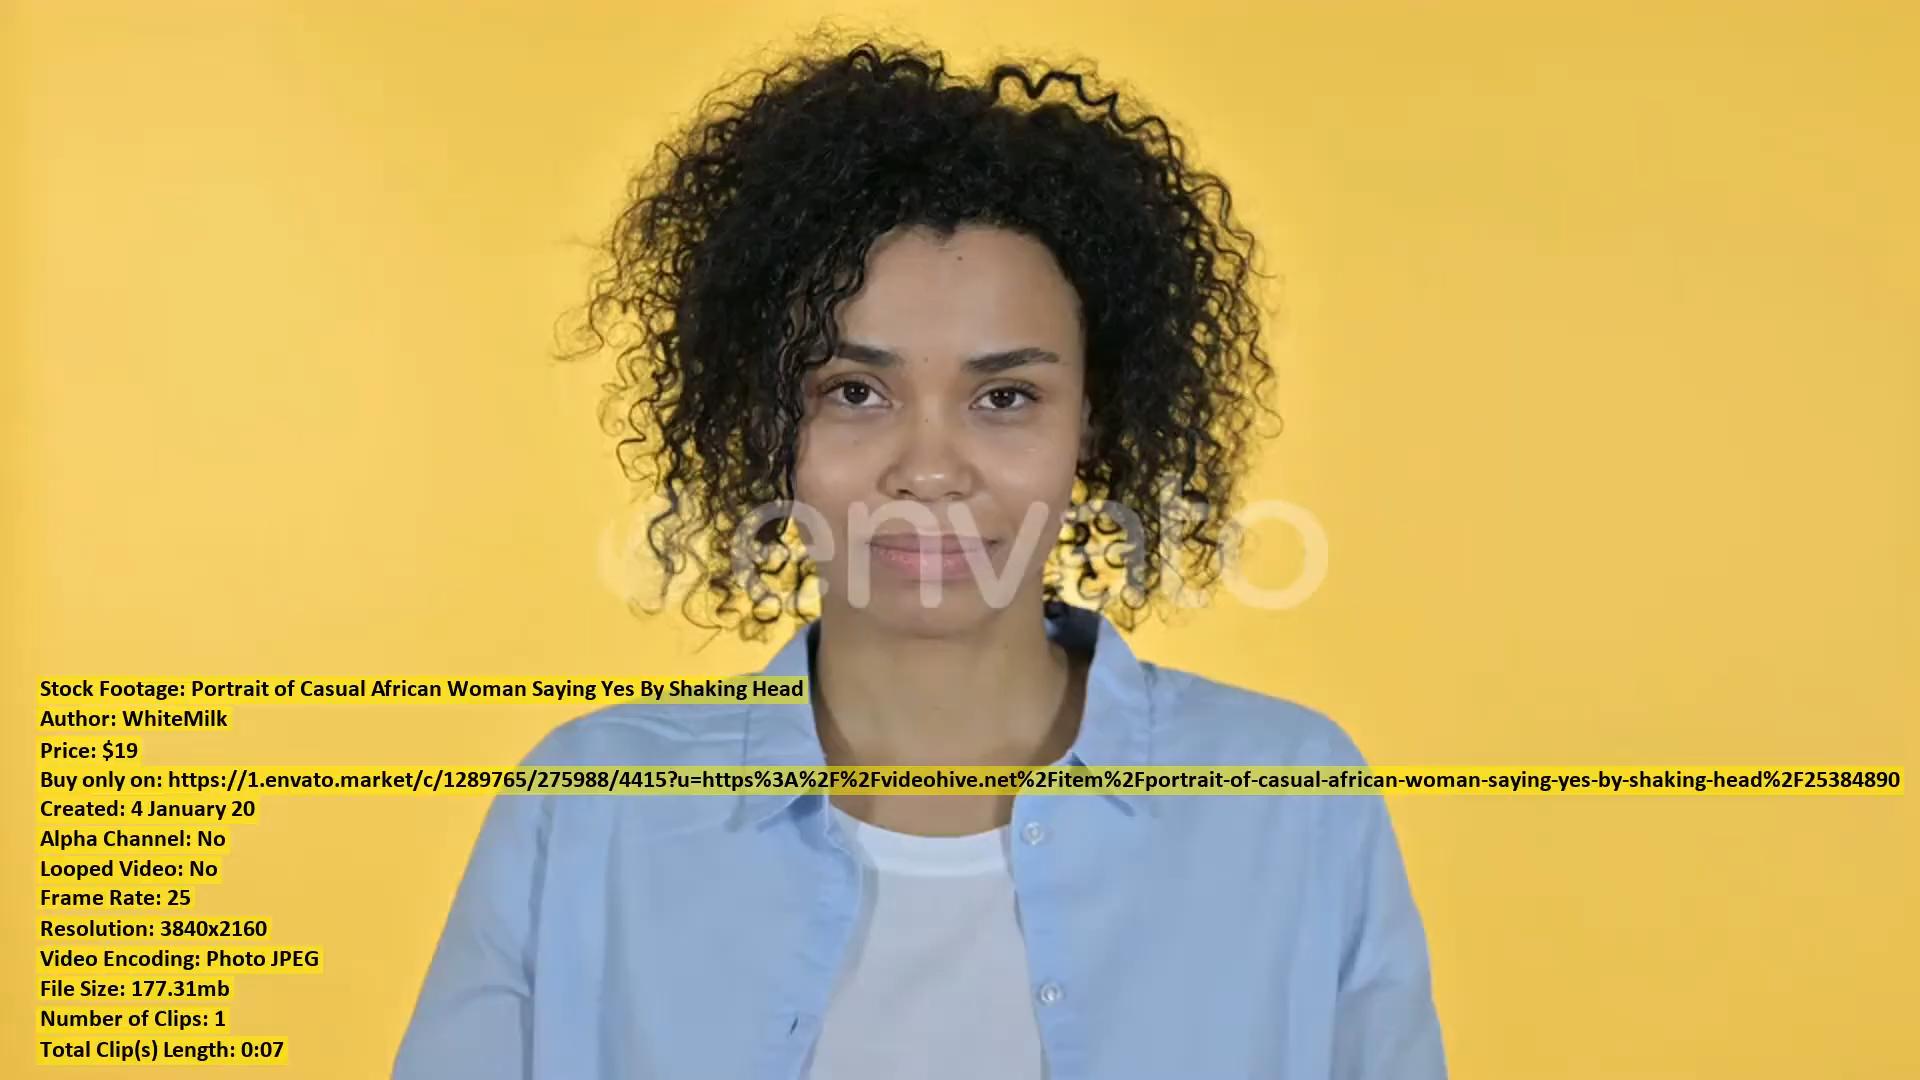 envato
Stock Footage: Portrait of Casual African Woman Saying Yes By Shaking Head
Author: WhiteMilk
Price: $19
Buy only on: https://1.envato.market/c/1289765/275988/4415?u=https%3A%2F%2Fvideohive.net%2Fitem%2Fportrait-of-casual-african-woman-saying-yes-by-shaking-head%2F25384890
Created: 4 January 20
Alpha Channel: No
Looped Video: No
Frame Rate: 25
Resolution: 3840x2160
Video Encoding: Photo JPEG
File Size: 177.31mb
Number of Clips: 1
Total Clip(s) Length: 0:07